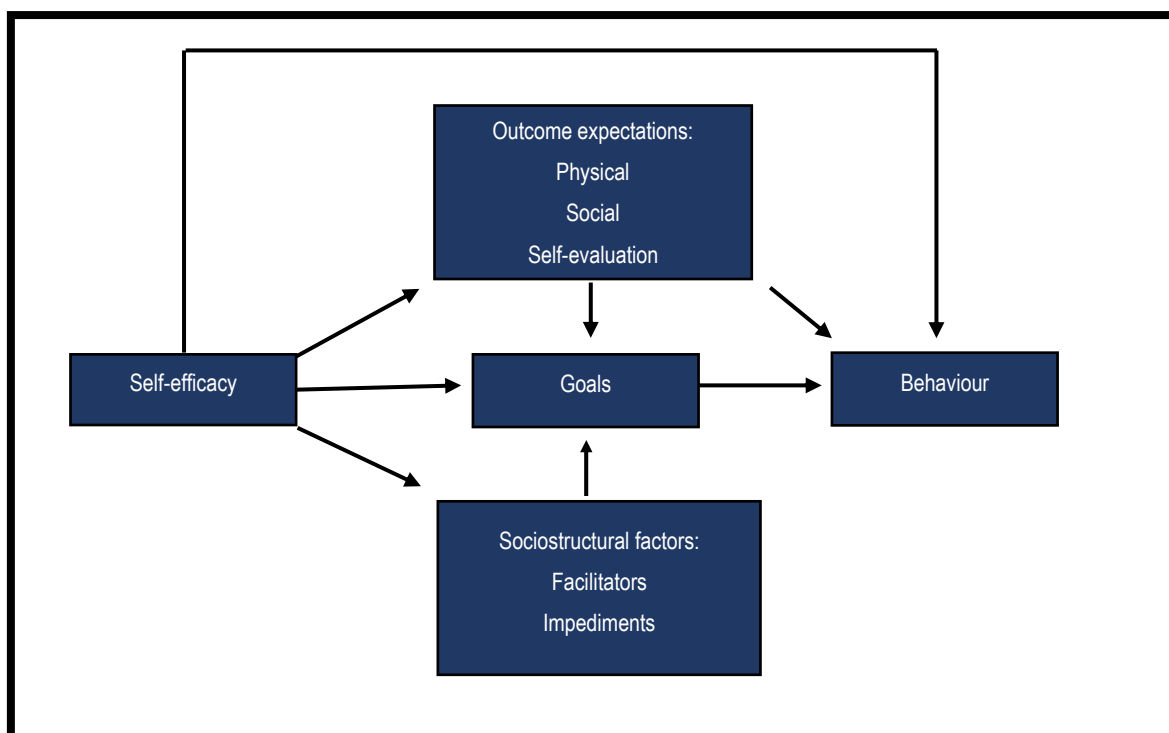 Outcome expectations:
Physical
Social
Self-evaluation
Self-efficacy
Goals
Behaviour
Sociostructural factors:
Facilitators
Impediments